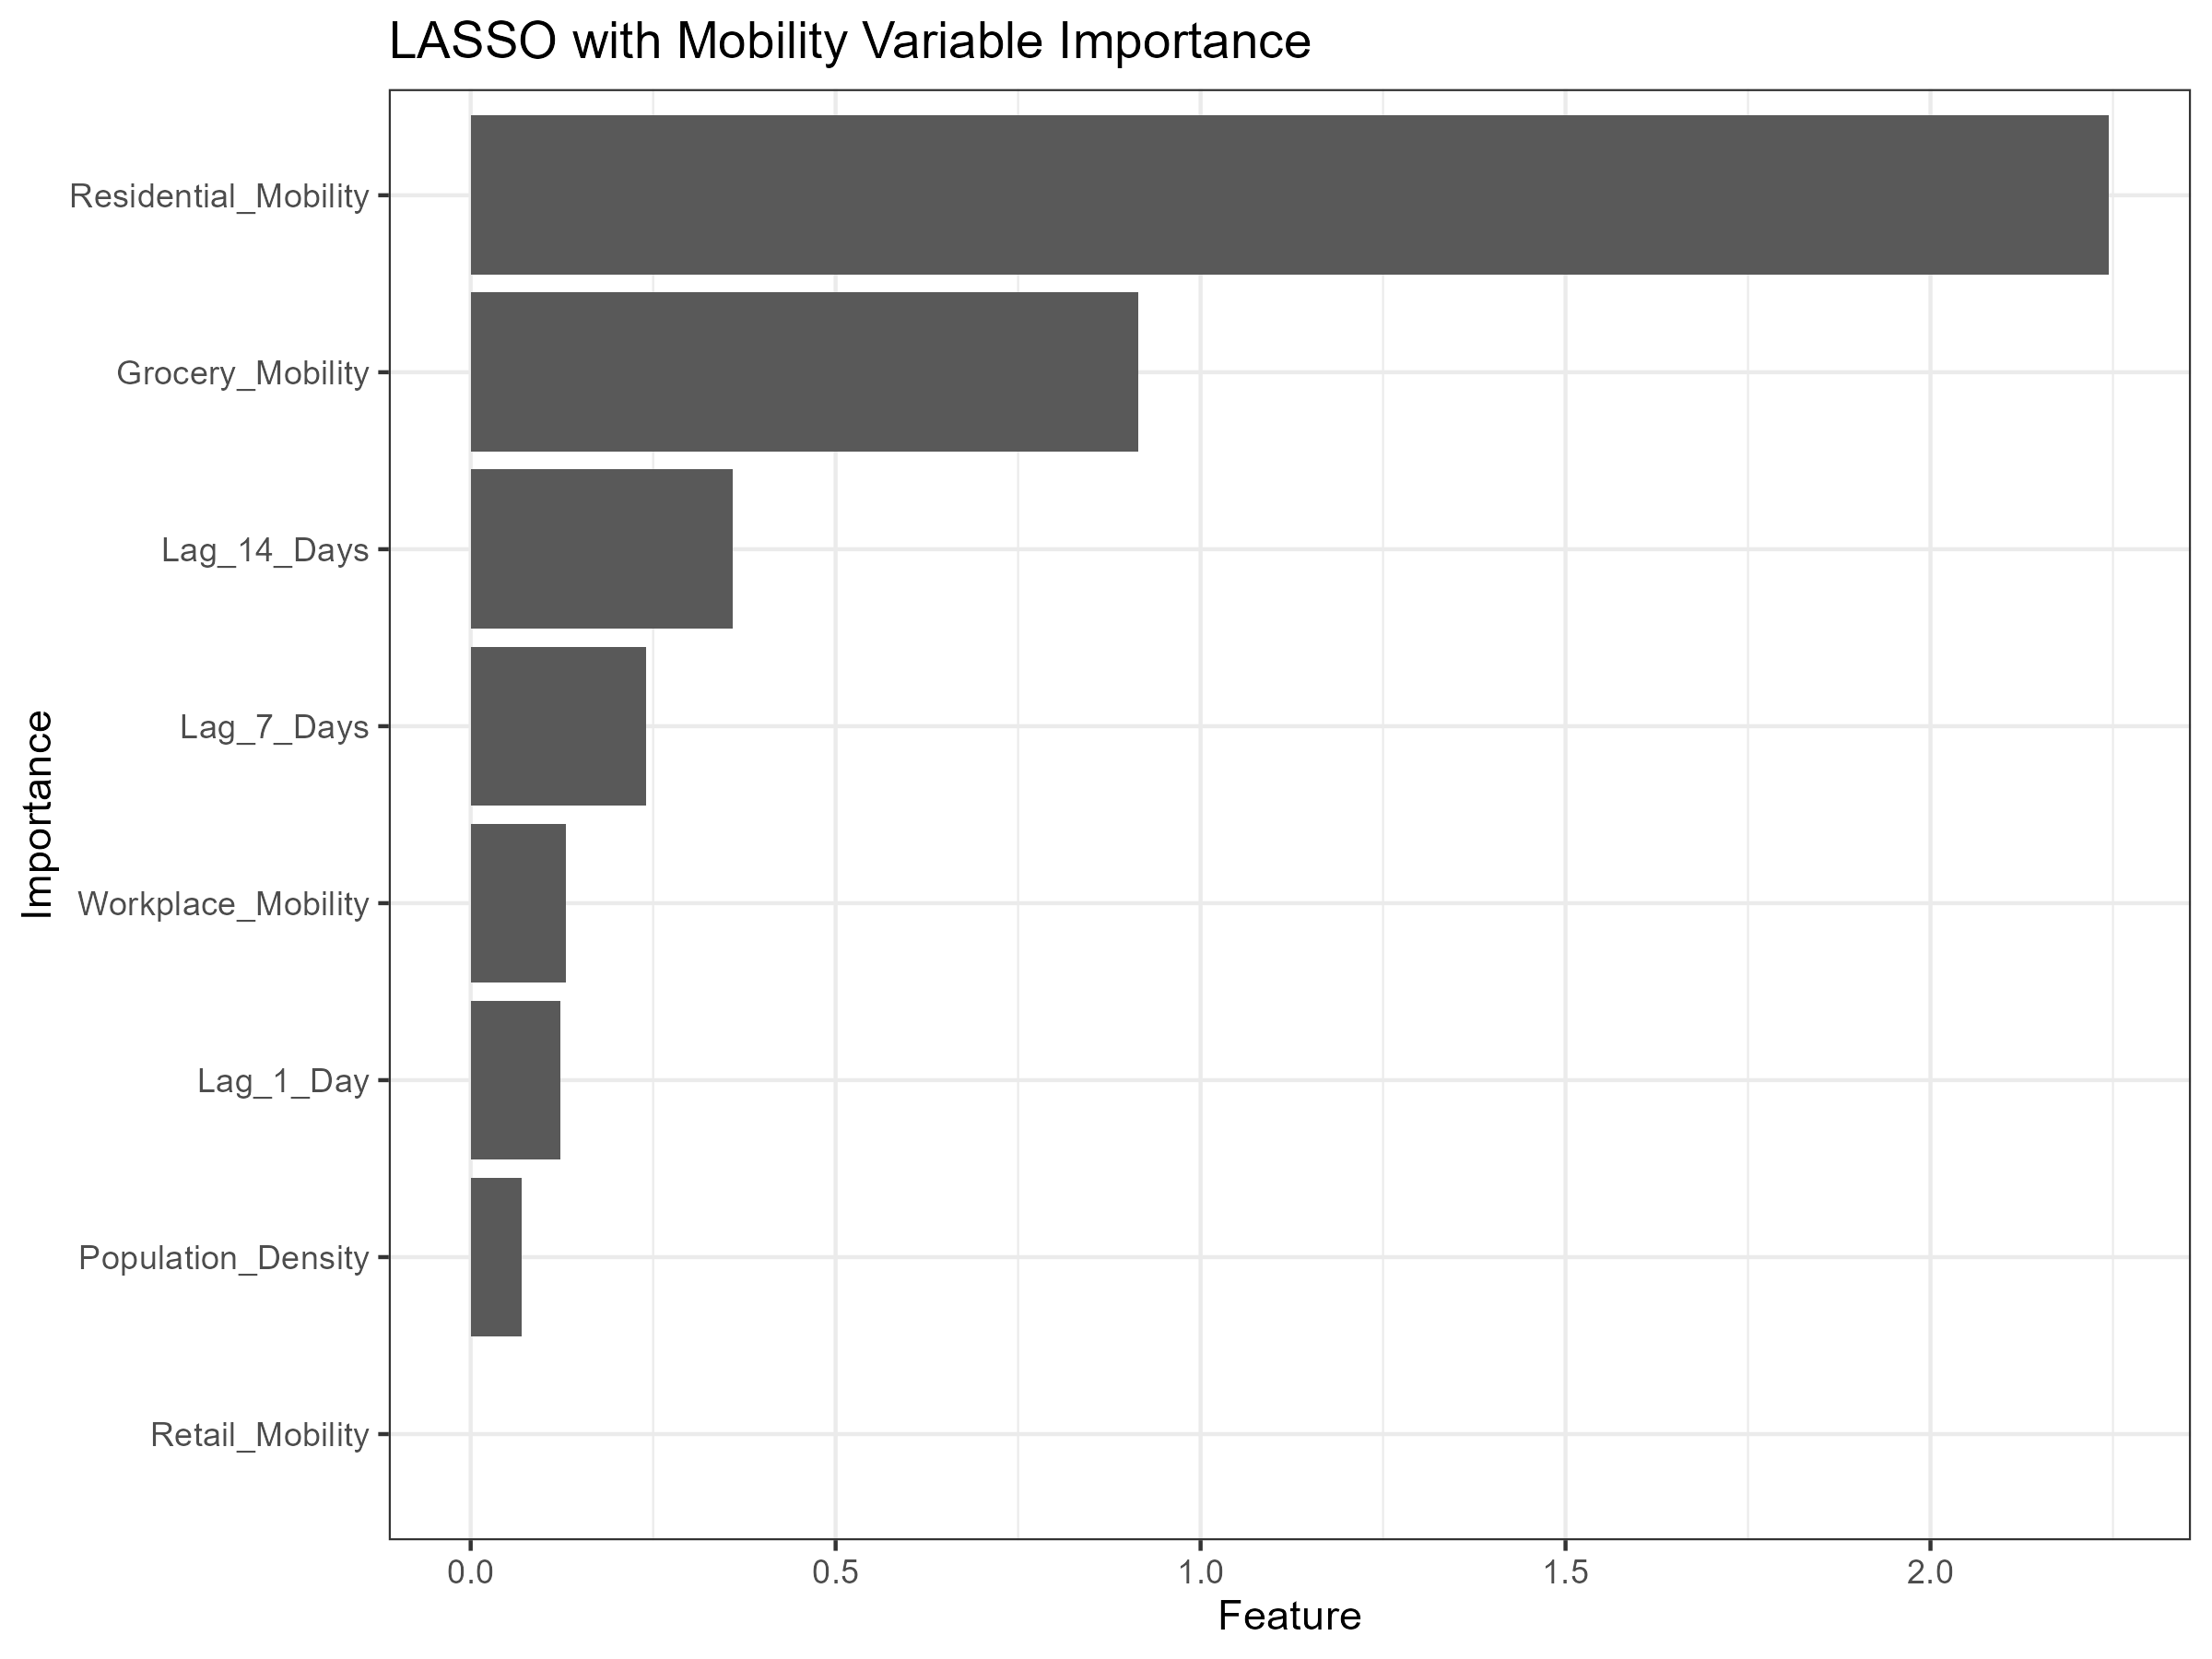 LASSO with Mobility Variable Importance
Importance
Residential_Mobility
Grocery_Mobility
Lag_14_Days
Lag_7_Days
Workplace_Mobility
Lag_1_Day
Population_Density
Retail_Mobility
0.0 0.5 1.0 1.5 2.0
Feature